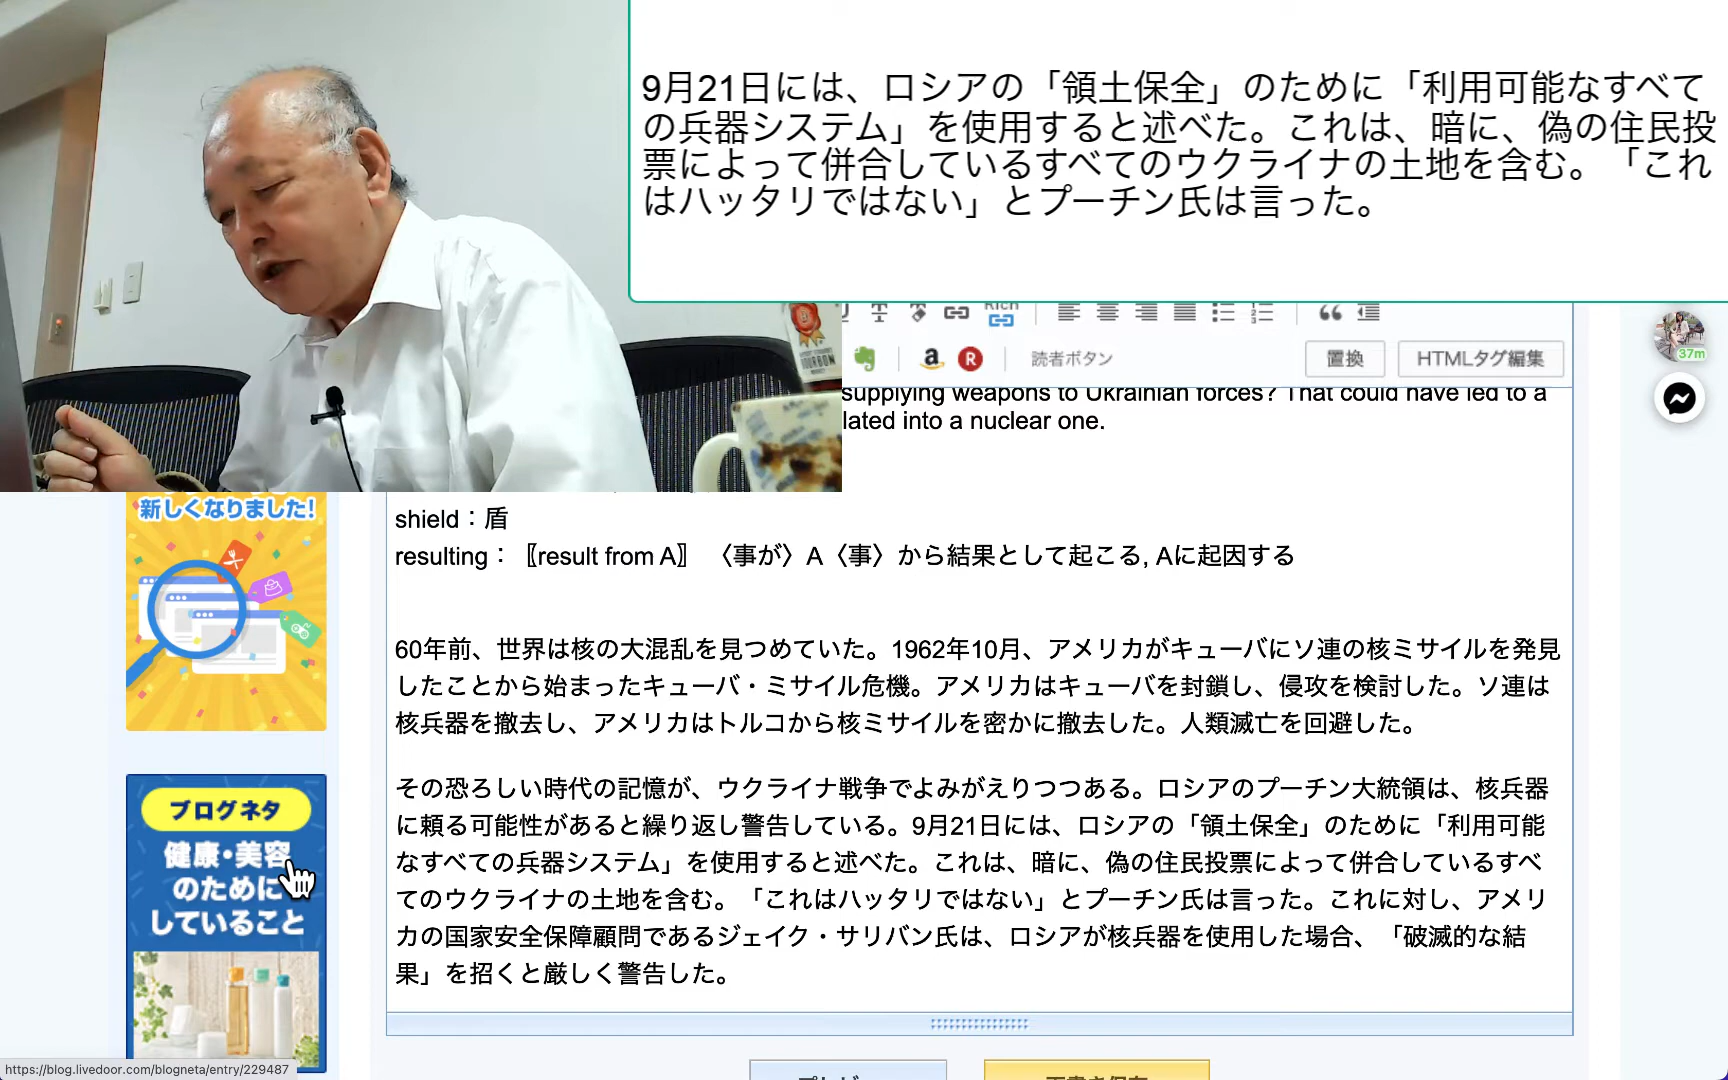 9月21日には、ロシアの「領土保全」のために「利用可能なすべて
の兵器システム」を使用すると述べた。これは、暗に、偽の住民投
票によって併合しているすべてのウクライナの土地を含む。「これ
はハッタリではない」とプーチン氏は言った。
37m
読者ボタン
置換
HTMLタグ編集
supplying weapons to Ukrainian forces? That could have led to a
lated into a nuclear one.
新しくなりました!
shield：盾
resulting：〖result from A〗 〈事が〉A〈事〉から結果として起こる, Aに起因する
60年前、世界は核の大混乱を見つめていた。1962年10月、アメリカがキューバにソ連の核ミサイルを発見
したことから始まったキューバ・ミサイル危機。アメリカはキューバを封鎖し、侵攻を検討した。ソ連は
核兵器を撤去し、アメリカはトルコから核ミサイルを密かに撤去した。人類滅亡を回避した。
その恐ろしい時代の記憶が、ウクライナ戦争でよみがえりつつある。ロシアのプーチン大統領は、核兵器
に頼る可能性があると繰り返し警告している。9月21日には、ロシアの「領土保全」のために「利用可能
なすべての兵器システム」を使用すると述べた。これは、暗に、偽の住民投票によって併合しているすべ
てのウクライナの土地を含む。「これはハッタリではない」とプーチン氏は言った。これに対し、アメリ
カの国家安全保障顧問であるジェイク・サリバン氏は、ロシアが核兵器を使用した場合、「破滅的な結
果」を招くと厳しく警告した。
ブログネタ
健康・美容
のために
していること
https://blog.livedoor.com/blogneta/entry/229487